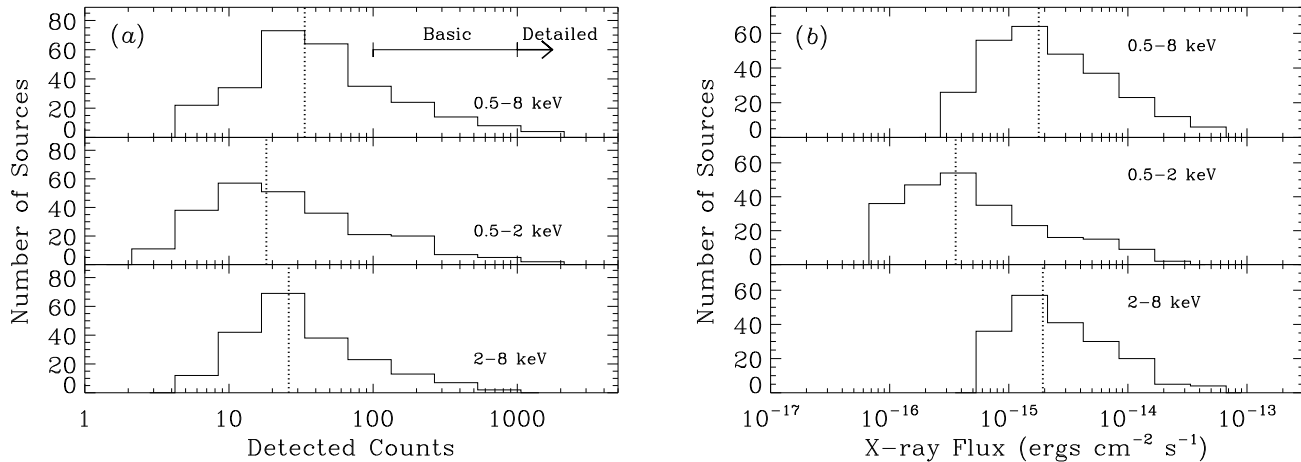 (a)
Basic
Detailed
80
60
40
20
0
0.5−8 keV
80
60
40
20
0
0.5−2 keV
80
60
40
20
0
2−8 keV
Number of Sources
1
10
100
1000
Detected Counts
(b)
60
40
20
0
0.5−8 keV
60
40
20
0
0.5−2 keV
60
40
20
0
2−8 keV
Number of Sources
10⁻¹⁷
10⁻¹⁶
10⁻¹⁵
10⁻¹⁴
10⁻¹³
X−ray Flux (ergs cm⁻² s⁻¹)